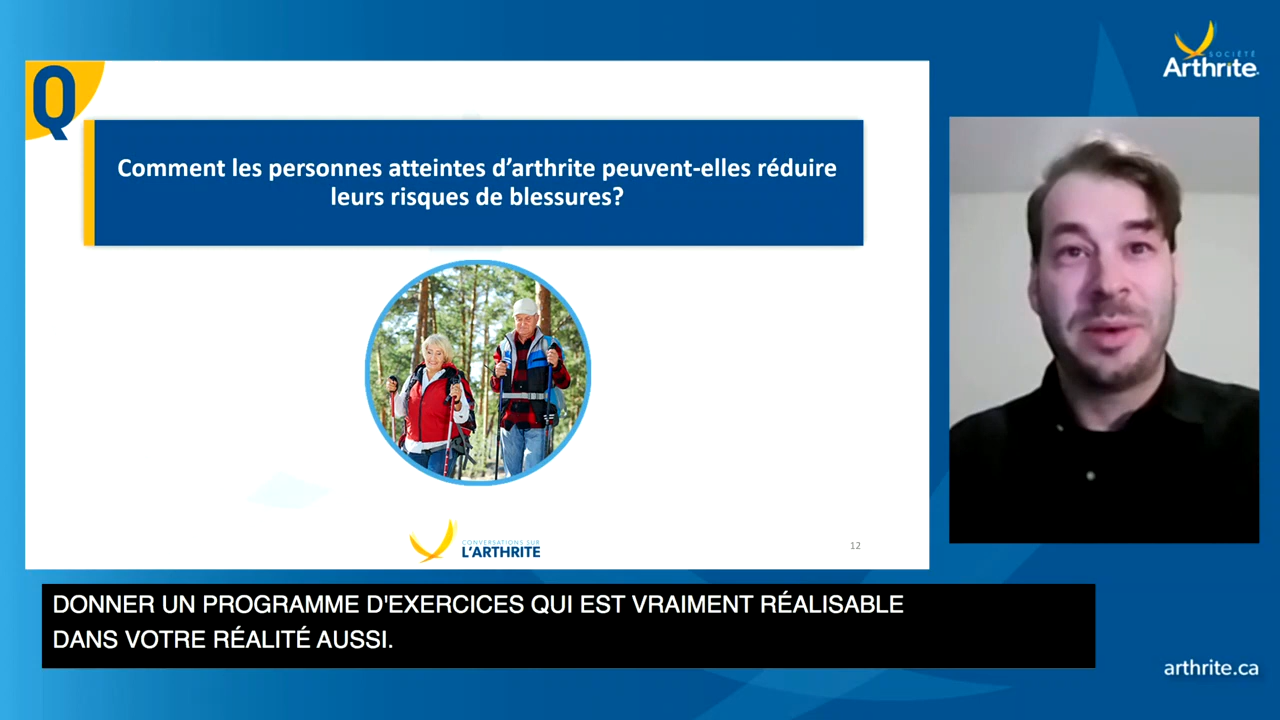 SOCIÉTÉ
Arthrite
Q
Comment les personnes atteintes d’arthrite peuvent-elles réduire
leurs risques de blessures?
CONVERSATIONS SUR
L'ARTHRITE
12
DONNER UN PROGRAMME D'EXERCICES QUI EST VRAIMENT RÉALISABLE
DANS VOTRE RÉALITÉ AUSSI.
arthrite.ca